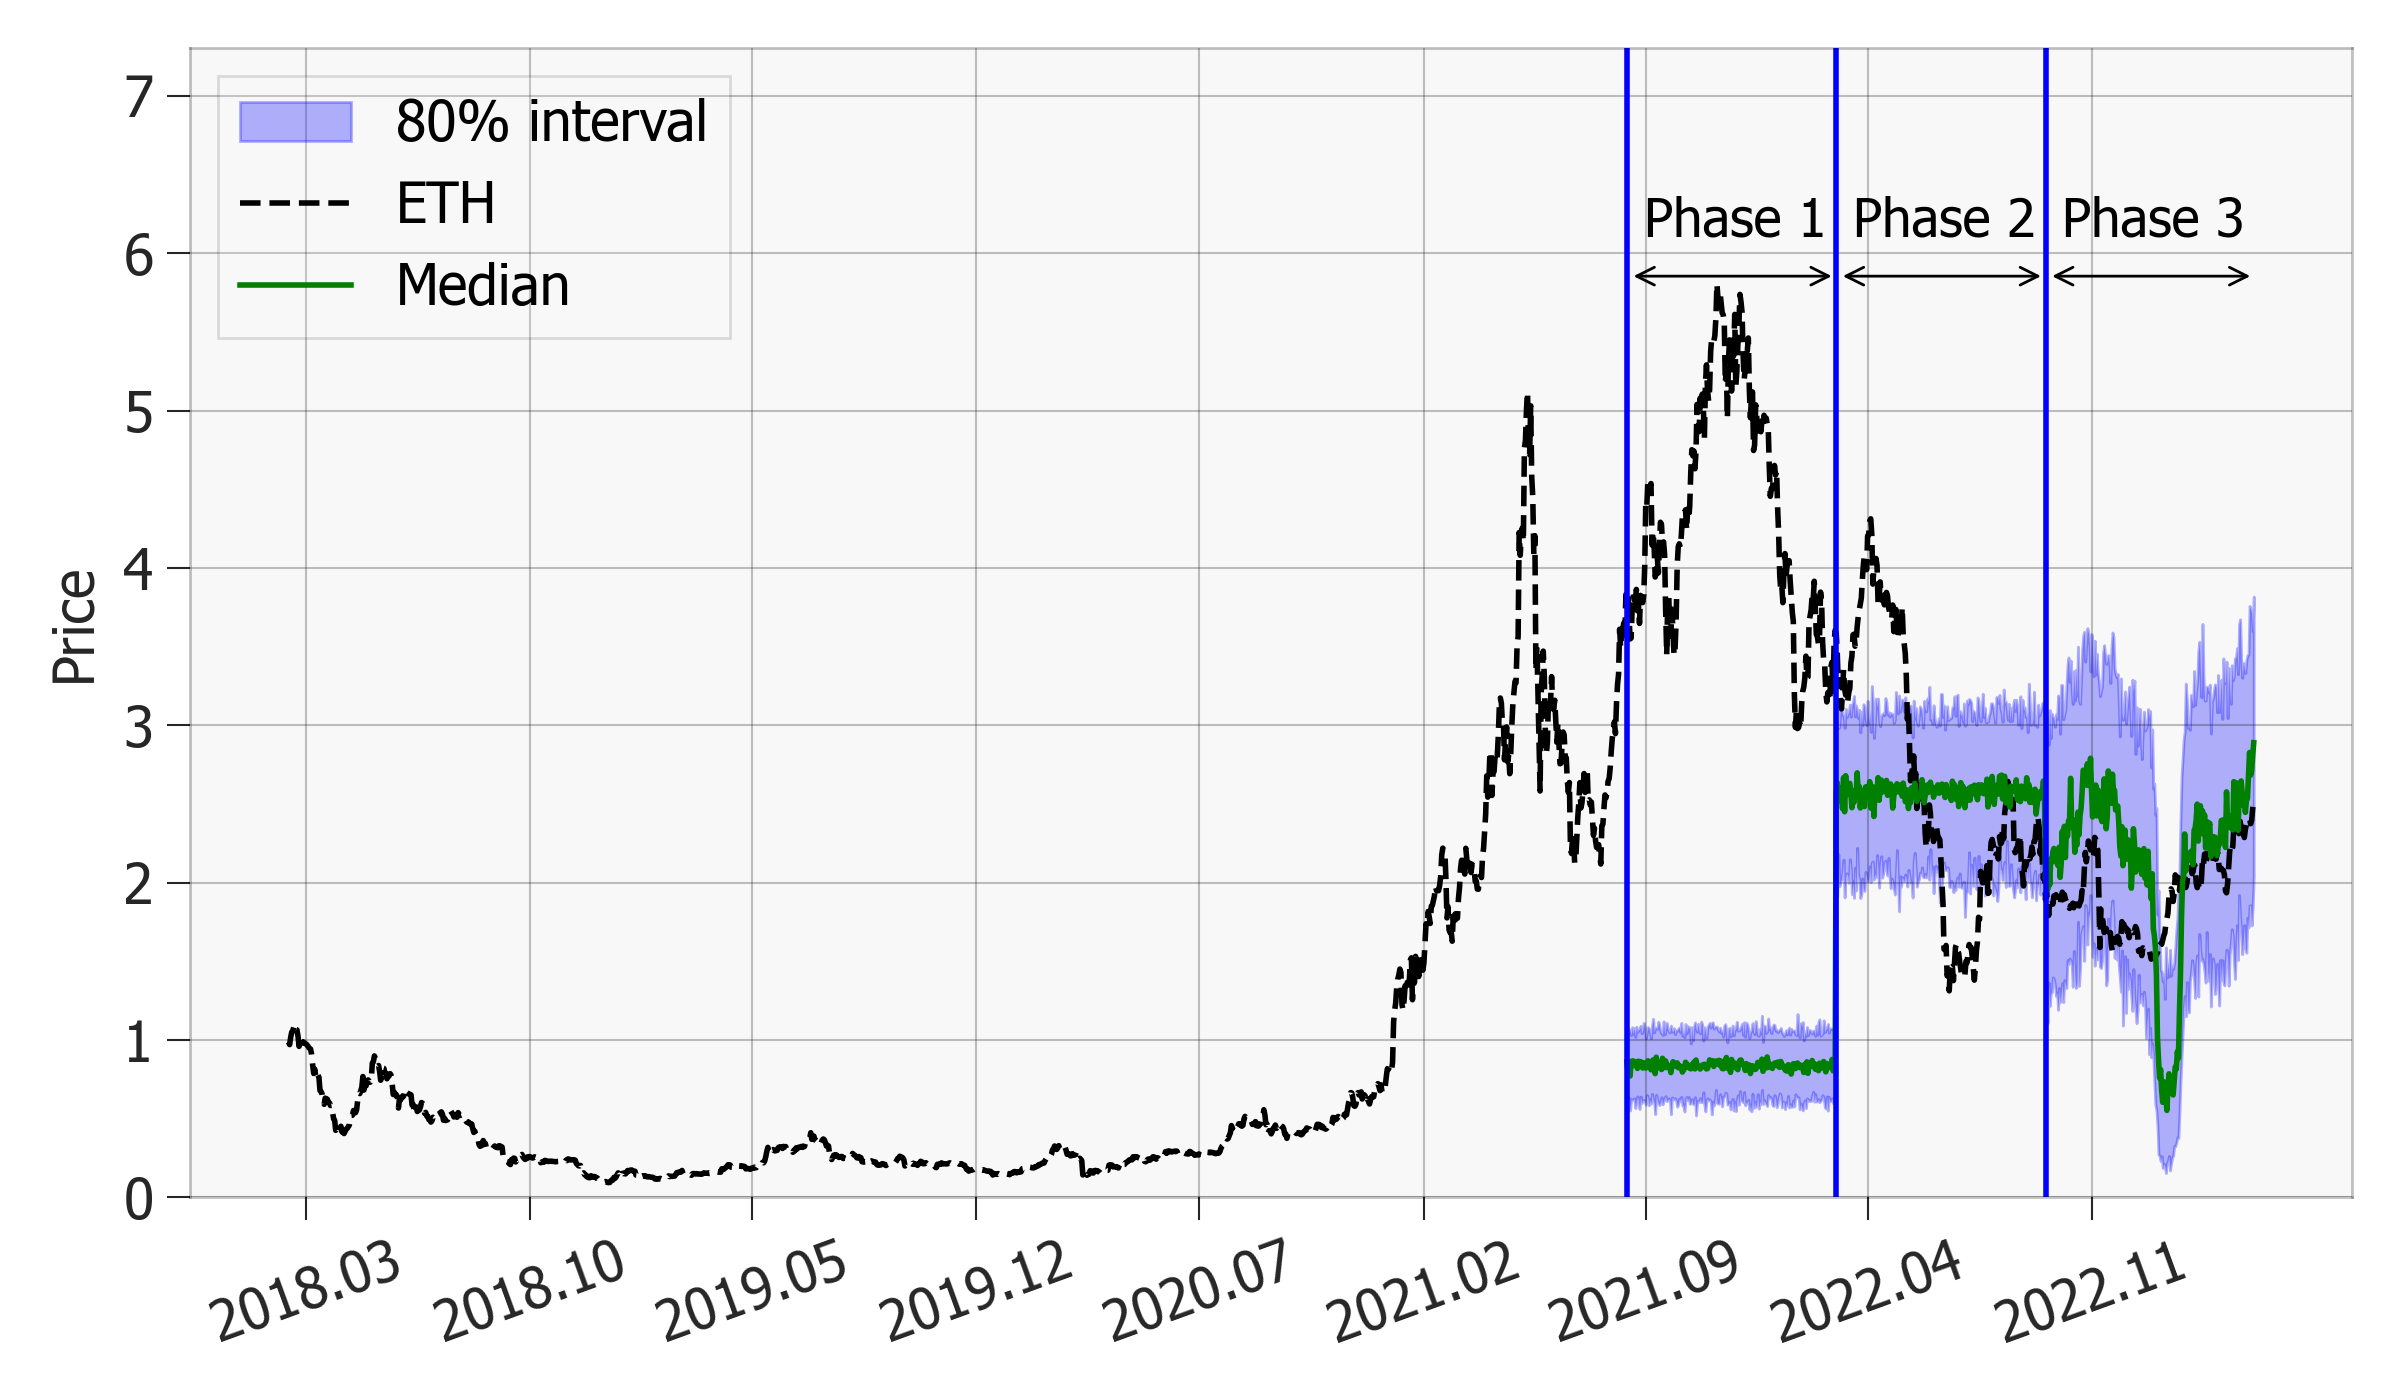 80% interval
ETH
Median
Phase 1
Phase 2
Phase 3
Price
7
6
5
4
3
2
1
0
2018.03
2018.10
2019.05
2019.12
2020.07
2021.02
2021.09
2022.04
2022.11